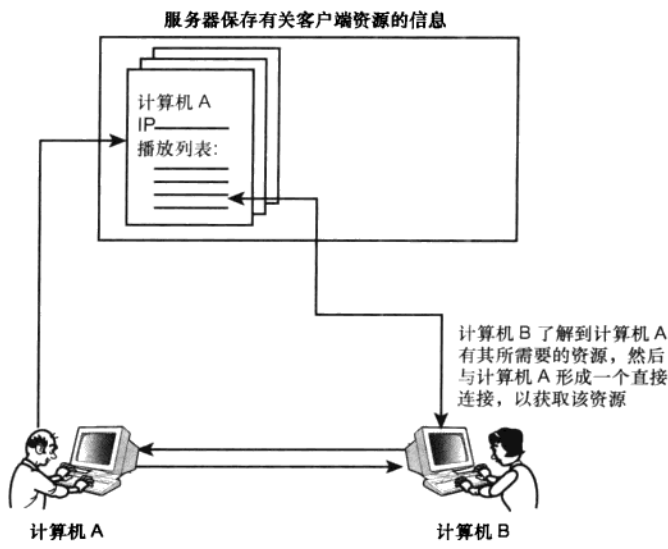 服务器保存有关客户端资源的信息
计算机 A
IP
播放列表:
计算机 B 了解到计算机 A
有其所需要的资源，然后
与计算机 A 形成一个直接
连接，以获取该资源
计算机 A
计算机 B